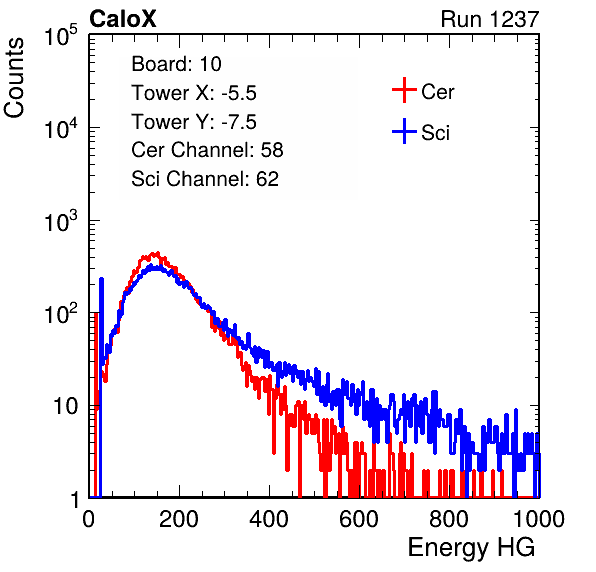 CaloX Run 1237
Counts
10^5
10^4
10^3
10^2
10
1
Board: 10
Tower X: -5.5
Tower Y: -7.5
Cer Channel: 58
Sci Channel: 62
Cer
Sci
0 200 400 600 800 1000
Energy HG